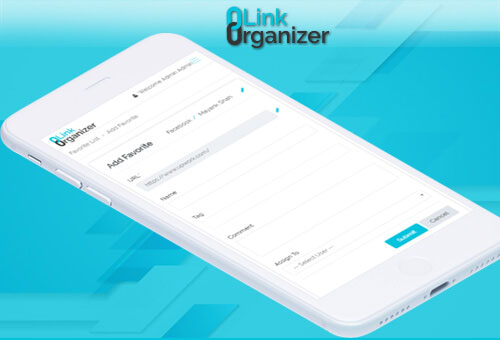 Link
Organizer
Welcome Admin Admin
Link
Organizer
Favorite List - Add Favorite
Add Favorite
Facebook / Mayank Shah
URL
https://www.upwork.com/
Name
Tag
Comment
Assign To
--- Select User ---
Submit
Cancel